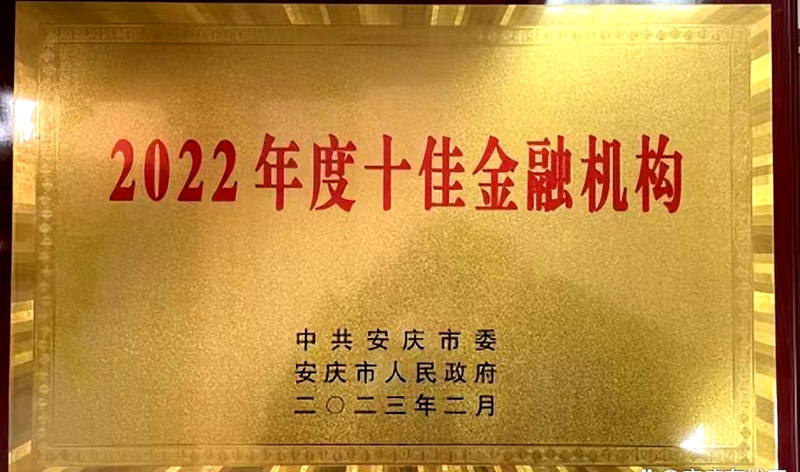 2022年度十佳金融机构
中共安庆市委
安庆市人民政府
二〇二三年二月